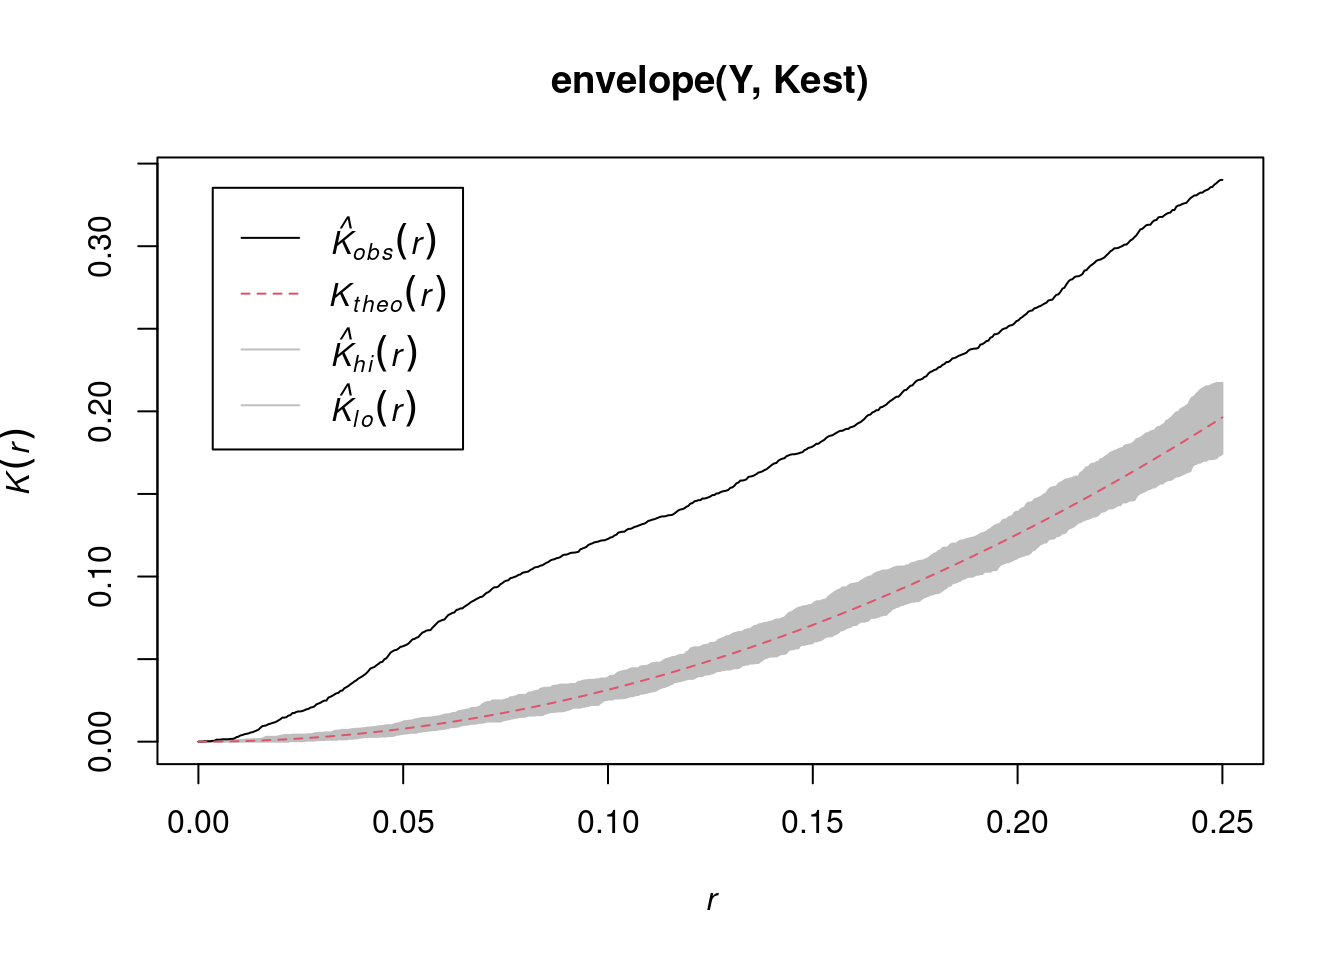 envelope(Y, Kest)
K̂obs(r)
Ktheo(r)
K̂hi(r)
K̂lo(r)
K(r)
0.30
0.20
0.10
0.00
0.00 0.05 0.10 0.15 0.20 0.25
r